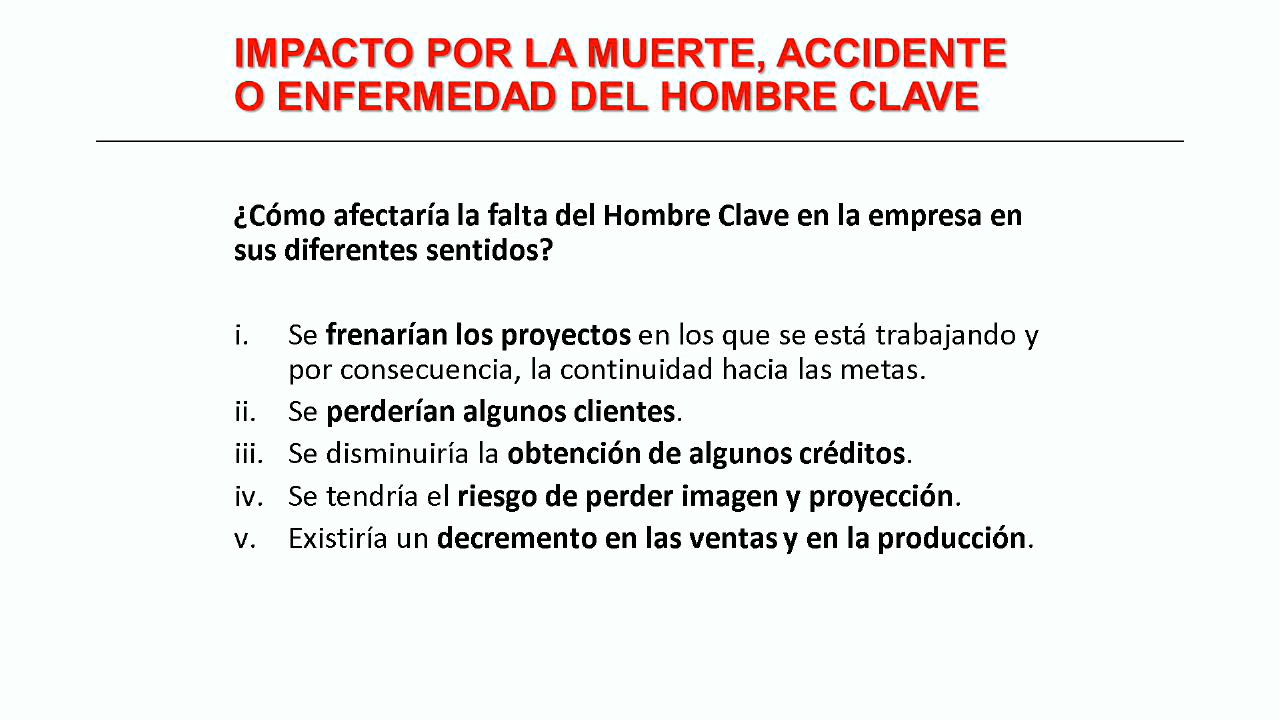 IMPACTO POR LA MUERTE, ACCIDENTE
O ENFERMEDAD DEL HOMBRE CLAVE
¿Cómo afectaría la falta del Hombre Clave en la empresa en
sus diferentes sentidos?
i. Se frenarían los proyectos en los que se está trabajando y
por consecuencia, la continuidad hacia las metas.
ii. Se perderían algunos clientes.
iii. Se disminuiría la obtención de algunos créditos.
iv. Se tendría el riesgo de perder imagen y proyección.
v. Existiría un decremento en las ventas y en la producción.